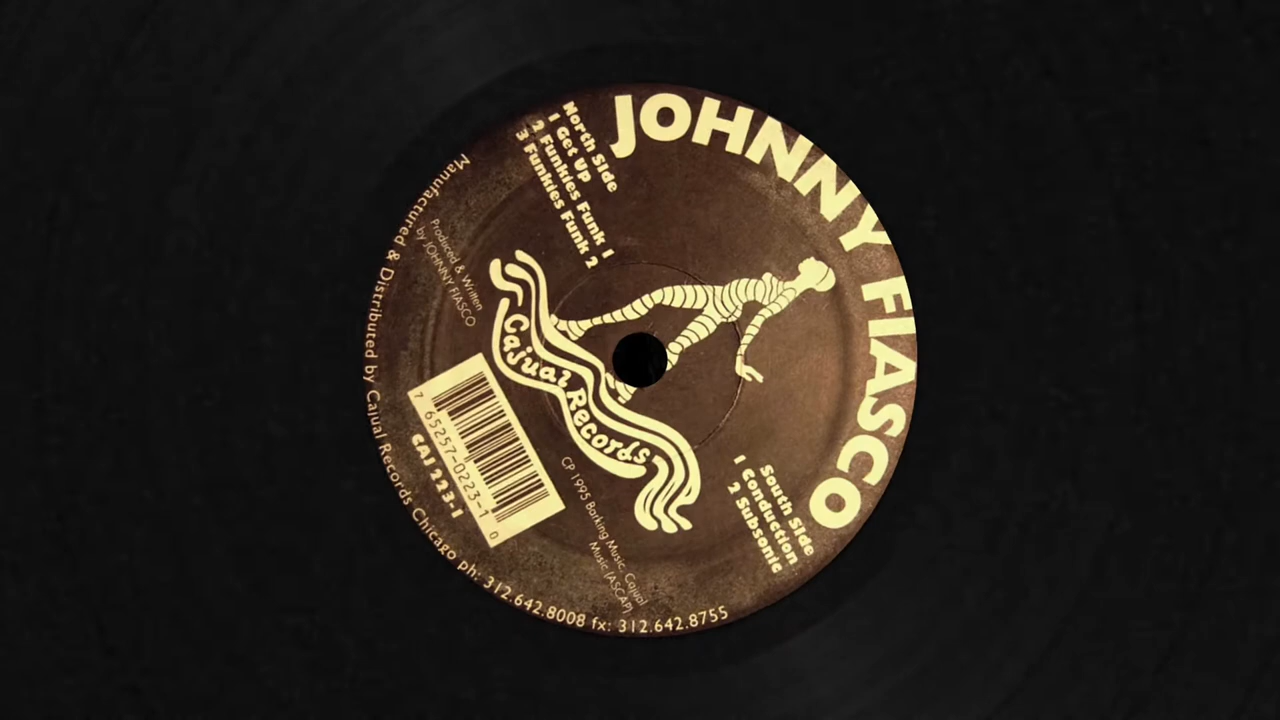 JOHNNY FIASCO
North Side
1 Get Up
2 Funkies Funk 1
3 Funkies Funk 2
Produced & Written
by JOHNNY FIASCO
Cajual Records
7 65257-0223-1 0
CAJ 223-1
CP 1995 Barking Music, Cajual
Music (ASCAP)
South Side
1 Conduction
2 Subsonic
Manufactured & Distributed by Cajual Records Chicago ph: 312.642.8008 fx: 312.642.8755